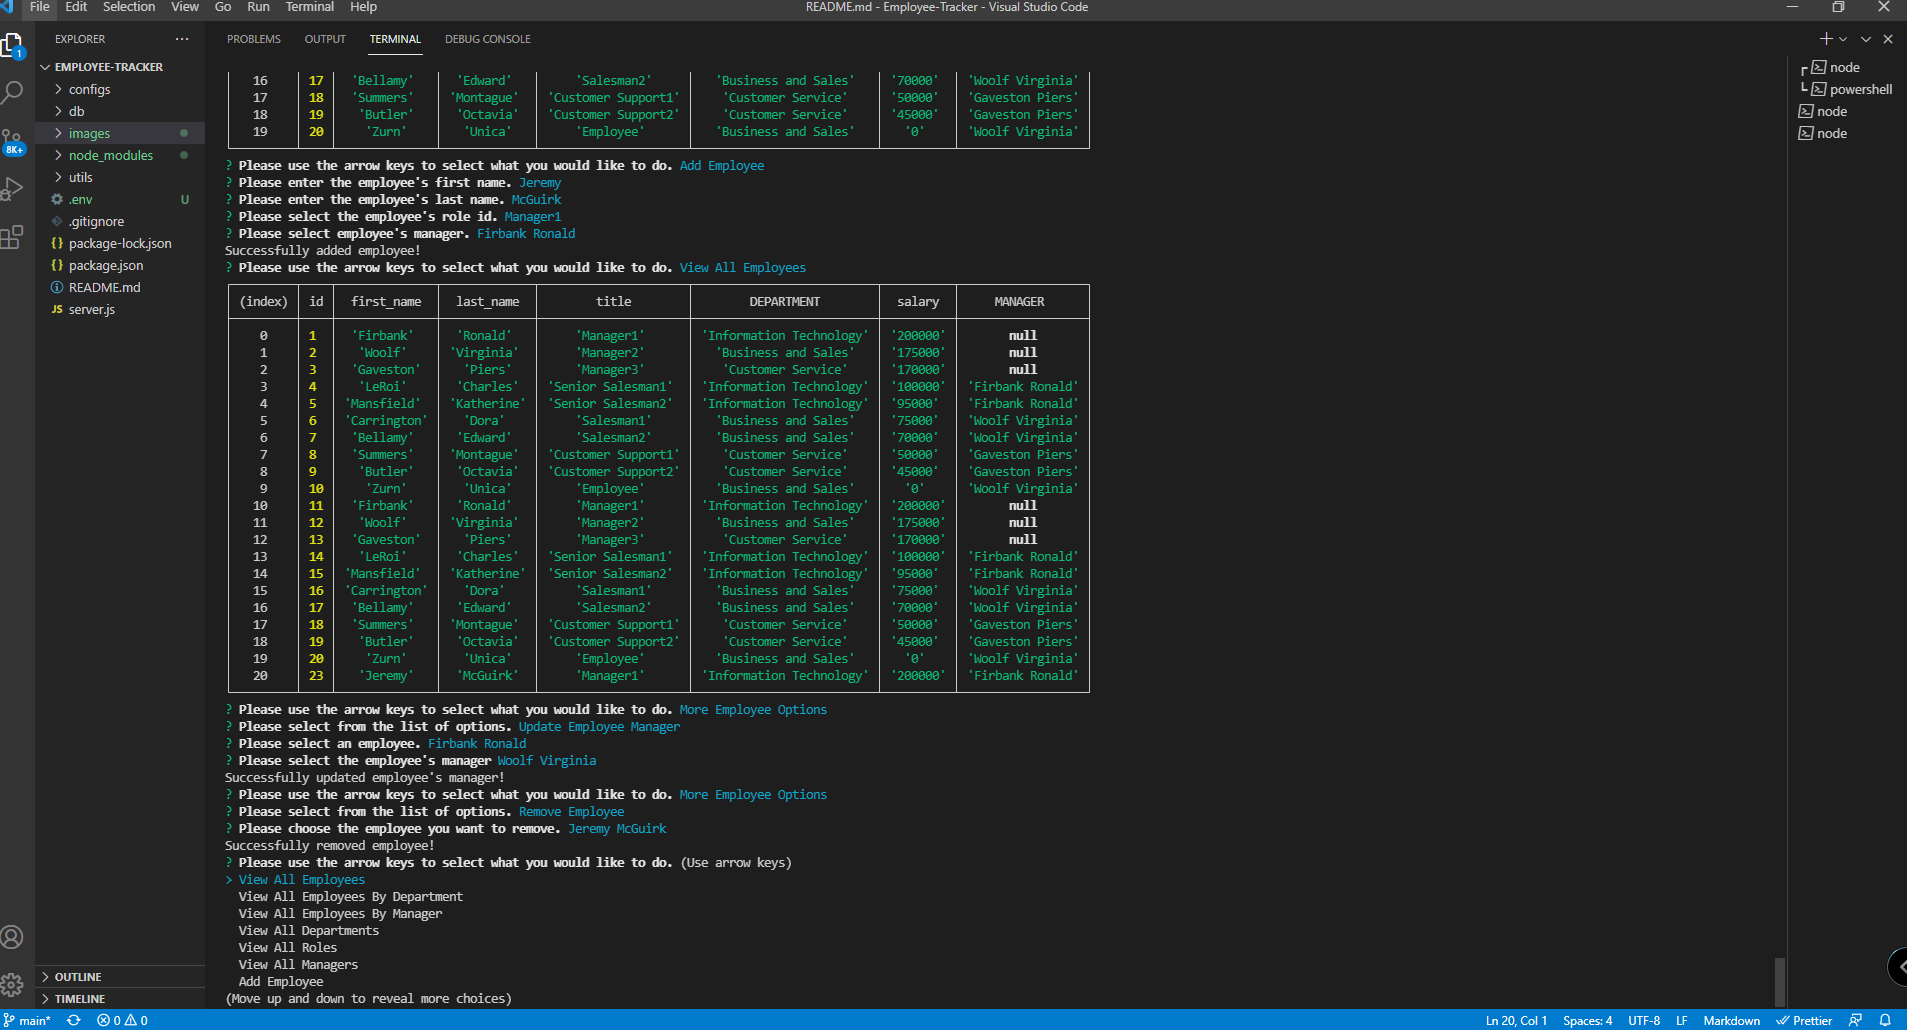 File Edit Selection View Go Run Terminal Help README.md - Employee-Tracker - Visual Studio Code
EXPLORER ...
EMPLOYEE-TRACKER
configs
db
images
node_modules
utils
.env U
.gitignore
{} package-lock.json
{} package.json
README.md
JS server.js
OUTLINE
TIMELINE
1
8K+
PROBLEMS OUTPUT TERMINAL DEBUG CONSOLE
16 17 'Bellamy' 'Edward' 'Salesman2' 'Business and Sales' '70000' 'Woolf Virginia'
17 18 'Summers' 'Montague' 'Customer Support1' 'Customer Service' '50000' 'Gaveston Piers'
18 19 'Butler' 'Octavia' 'Customer Support2' 'Customer Service' '45000' 'Gaveston Piers'
19 20 'Zurn' 'Unica' 'Employee' 'Business and Sales' '0' 'Woolf Virginia'
? Please use the arrow keys to select what you would like to do. Add Employee
? Please enter the employee's first name. Jeremy
? Please enter the employee's last name. McGuirk
? Please select the employee's role id. Manager1
? Please select employee's manager. Firbank Ronald
Successfully added employee!
? Please use the arrow keys to select what you would like to do. View All Employees
(index) id first_name last_name title DEPARTMENT salary MANAGER
0 1 'Firbank' 'Ronald' 'Manager1' 'Information Technology' '200000' null
1 2 'Woolf' 'Virginia' 'Manager2' 'Business and Sales' '175000' null
2 3 'Gaveston' 'Piers' 'Manager3' 'Customer Service' '170000' null
3 4 'LeRoi' 'Charles' 'Senior Salesman1' 'Information Technology' '100000' 'Firbank Ronald'
4 5 'Mansfield' 'Katherine' 'Senior Salesman2' 'Information Technology' '95000' 'Firbank Ronald'
5 6 'Carrington' 'Dora' 'Salesman1' 'Business and Sales' '75000' 'Woolf Virginia'
6 7 'Bellamy' 'Edward' 'Salesman2' 'Business and Sales' '70000' 'Woolf Virginia'
7 8 'Summers' 'Montague' 'Customer Support1' 'Customer Service' '50000' 'Gaveston Piers'
8 9 'Butler' 'Octavia' 'Customer Support2' 'Customer Service' '45000' 'Gaveston Piers'
9 10 'Zurn' 'Unica' 'Employee' 'Business and Sales' '0' 'Woolf Virginia'
10 11 'Firbank' 'Ronald' 'Manager1' 'Information Technology' '200000' null
11 12 'Woolf' 'Virginia' 'Manager2' 'Business and Sales' '175000' null
12 13 'Gaveston' 'Piers' 'Manager3' 'Customer Service' '170000' null
13 14 'LeRoi' 'Charles' 'Senior Salesman1' 'Information Technology' '100000' 'Firbank Ronald'
14 15 'Mansfield' 'Katherine' 'Senior Salesman2' 'Information Technology' '95000' 'Firbank Ronald'
15 16 'Carrington' 'Dora' 'Salesman1' 'Business and Sales' '75000' 'Woolf Virginia'
16 17 'Bellamy' 'Edward' 'Salesman2' 'Business and Sales' '70000' 'Woolf Virginia'
17 18 'Summers' 'Montague' 'Customer Support1' 'Customer Service' '50000' 'Gaveston Piers'
18 19 'Butler' 'Octavia' 'Customer Support2' 'Customer Service' '45000' 'Gaveston Piers'
19 20 'Zurn' 'Unica' 'Employee' 'Business and Sales' '0' 'Woolf Virginia'
20 23 'Jeremy' 'McGuirk' 'Manager1' 'Information Technology' '200000' 'Firbank Ronald'
? Please use the arrow keys to select what you would like to do. More Employee Options
? Please select from the list of options. Update Employee Manager
? Please select an employee. Firbank Ronald
? Please select the employee's manager Woolf Virginia
Successfully updated employee's manager!
? Please use the arrow keys to select what you would like to do. More Employee Options
? Please select from the list of options. Remove Employee
? Please choose the employee you want to remove. Jeremy McGuirk
Successfully removed employee!
? Please use the arrow keys to select what you would like to do. (Use arrow keys)
> View All Employees
View All Employees By Department
View All Employees By Manager
View All Departments
View All Roles
View All Managers
Add Employee
(Move up and down to reveal more choices)
node
powershell
node
node
main* 0 0 Ln 20, Col 1 Spaces: 4 UTF-8 LF Markdown Prettier